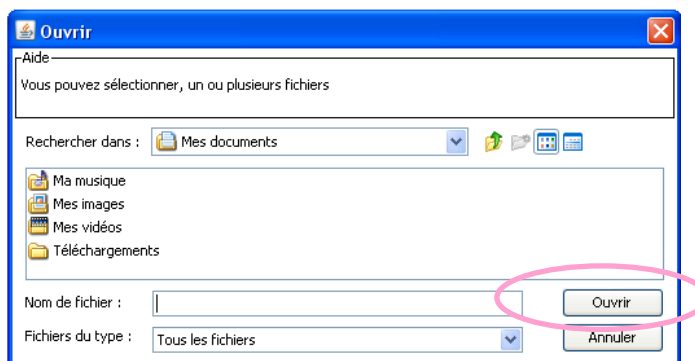 Ouvrir
Aide
Vous pouvez sélectionner, un ou plusieurs fichiers
Rechercher dans : Mes documents
Ma musique
Mes images
Mes vidéos
Téléchargements
Nom de fichier : Ouvrir
Fichiers du type : Tous les fichiers Annuler